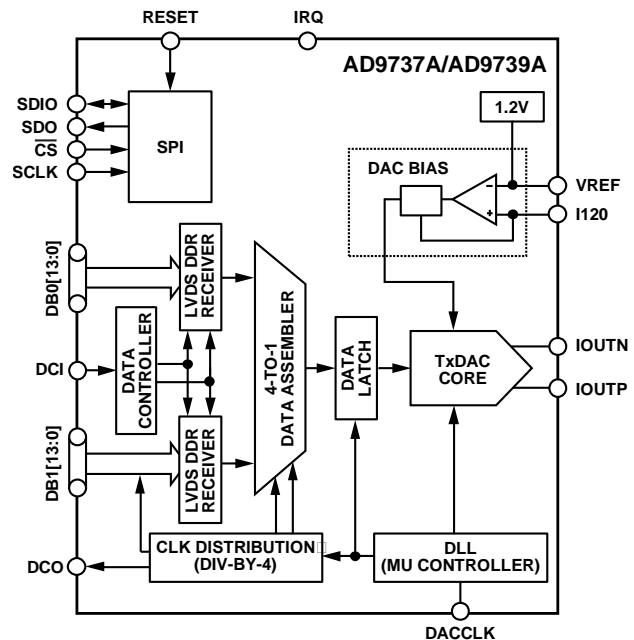 RESET
IRQ
AD9737A/AD9739A
SDIO
SDO
CS
SCLK
SPI
1.2V
DAC BIAS
–
+
VREF
I120
DB0[13:0]
LVDS DDR
RECEIVER
DCI
DATA
CONTROLLER
4-TO-1
DATA ASSEMBLER
DATA
LATCH
TxDAC
CORE
IOUTN
IOUTP
DB1[13:0]
LVDS DDR
RECEIVER
DCO
CLK DISTRIBUTION
(DIV-BY-4)
DLL
(MU CONTROLLER)
DACCLK